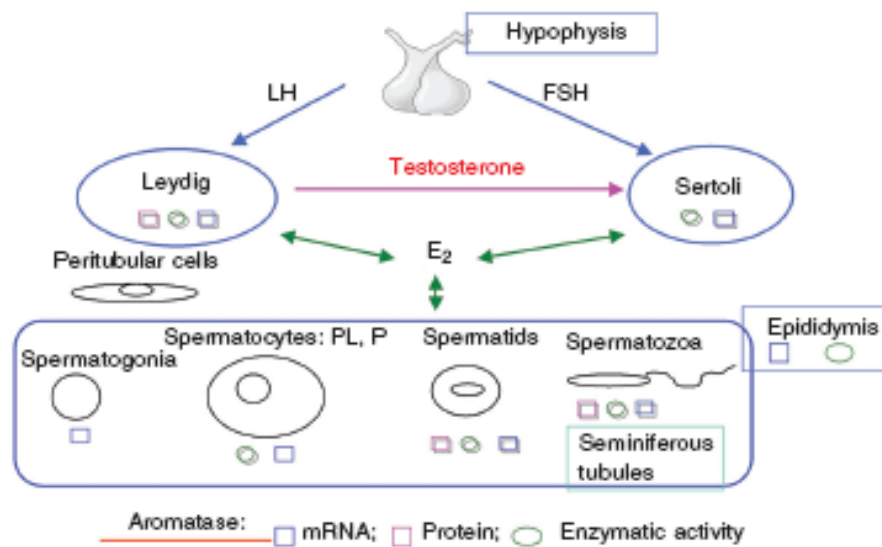 Hypophysis
LH
FSH
Testosterone
Leydig
Sertoli
E2
Peritubular cells
Spermatocytes: PL, P
Spermatids
Spermatozoa
Epididymis
Spermatogonia
Seminiferous
tubules
Aromatase: mRNA; Protein; Enzymatic activity